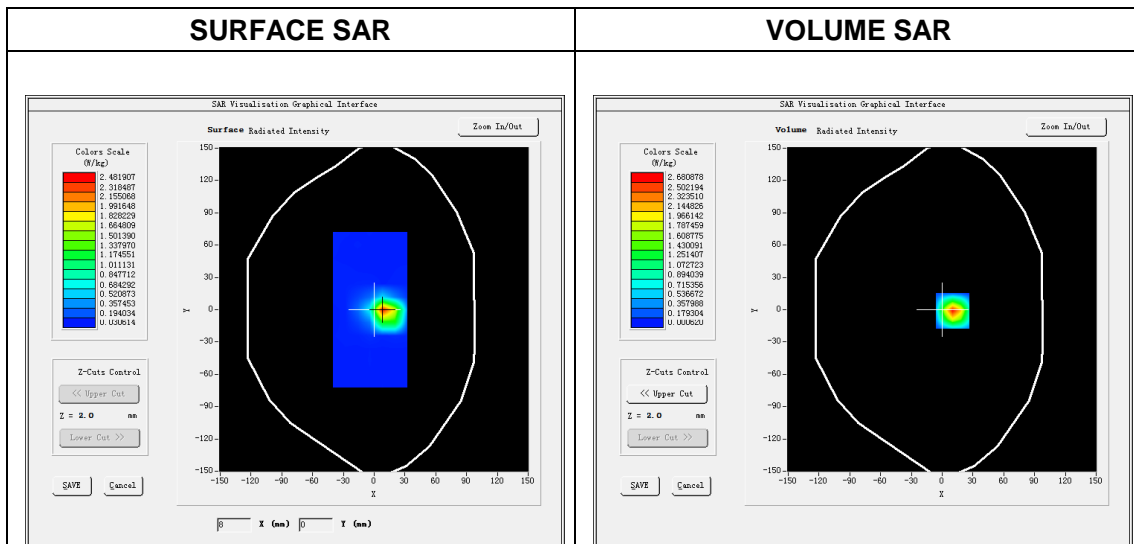 SURFACE SAR
VOLUME SAR
SAR Visualisation Graphical Interface
Surface Radiated Intensity
Zoom In/Out
Colors Scale
(W/kg)
2.481907
2.318487
2.155068
1.991648
1.828229
1.664809
1.501390
1.337970
1.174551
1.011131
0.847712
0.684292
0.520873
0.357453
0.194034
0.030614
Z-Cuts Control
<< Upper Cut
Z = 2.0 mm
Lower Cut >>
SAVE
Cancel
150
120
90
60
30
0
-30
-60
-90
-120
-150
Y
-150 -120 -90 -60 -30 0 30 60 90 120 150
X
8 X (mm) 0 Y (mm)
SAR Visualisation Graphical Interface
Volume Radiated Intensity
Zoom In/Out
Colors Scale
(W/kg)
2.680878
2.502194
2.323510
2.144826
1.966142
1.787459
1.608775
1.430091
1.251407
1.072723
0.894039
0.715356
0.536672
0.357988
0.179304
0.000620
Z-Cuts Control
<< Upper Cut
Z = 2.0 mm
Lower Cut >>
SAVE
Cancel
150
120
90
60
30
0
-30
-60
-90
-120
-150
Y
-150 -120 -90 -60 -30 0 30 60 90 120 150
X